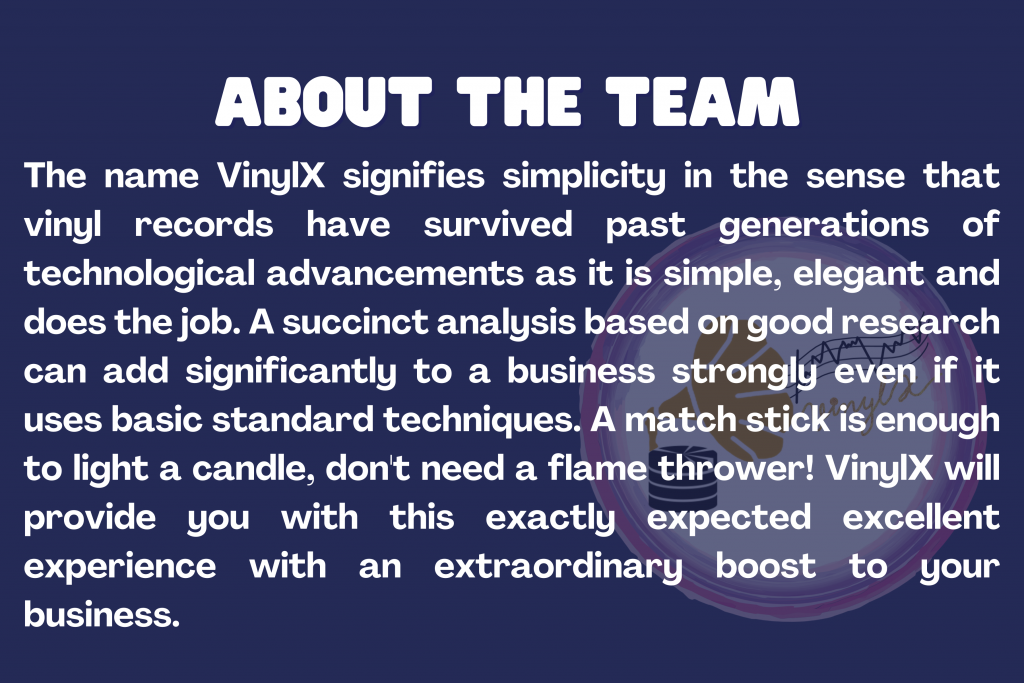 ABOUT THE TEAM
The name VinylX signifies simplicity in the sense that
vinyl records have survived past generations of
technological advancements as it is simple, elegant and
does the job. A succinct analysis based on good research
can add significantly to a business strongly even if it
uses basic standard techniques. A match stick is enough
to light a candle, don't need a flame thrower! VinylX will
provide you with this exactly expected excellent
experience with an extraordinary boost to your
business.